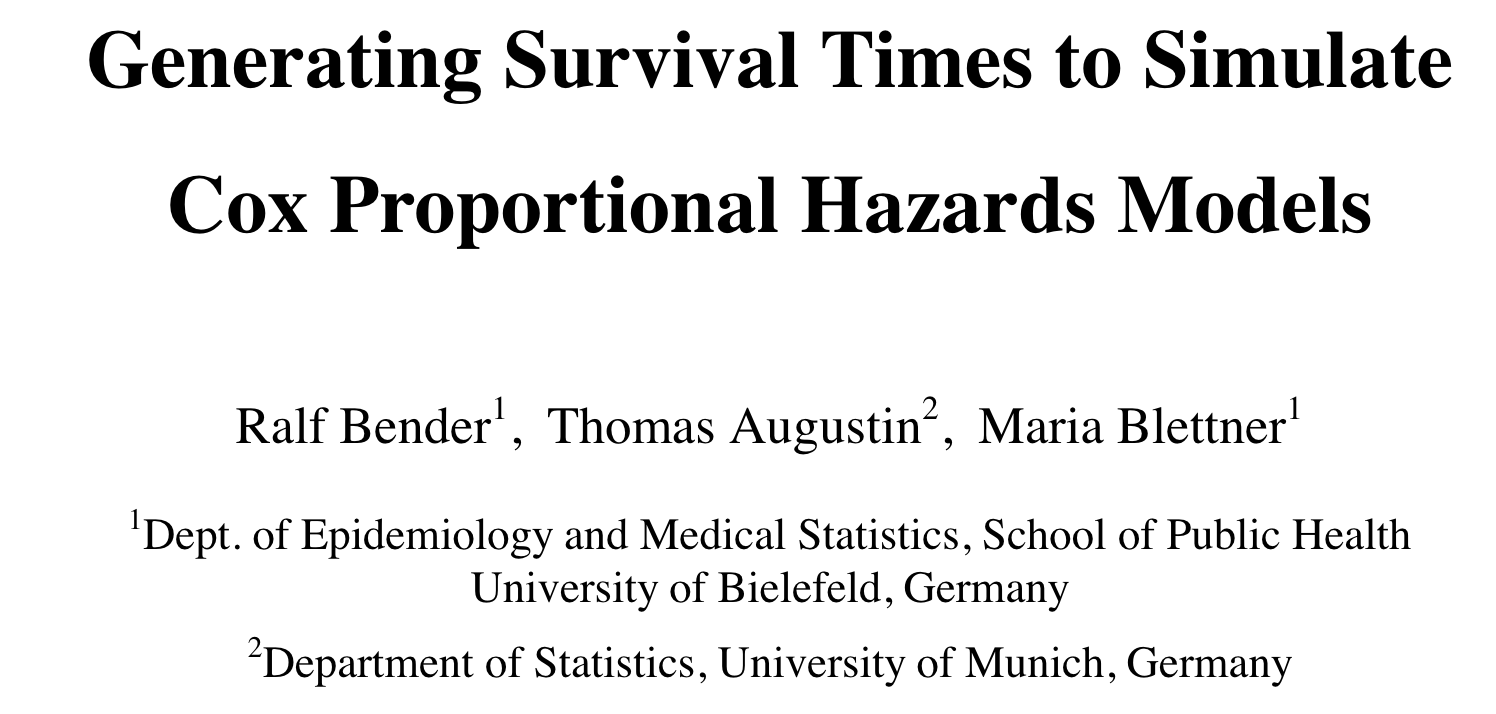 Generating Survival Times to Simulate
Cox Proportional Hazards Models
Ralf Bender¹, Thomas Augustin², Maria Blettner¹
¹Dept. of Epidemiology and Medical Statistics, School of Public Health
University of Bielefeld, Germany
²Department of Statistics, University of Munich, Germany